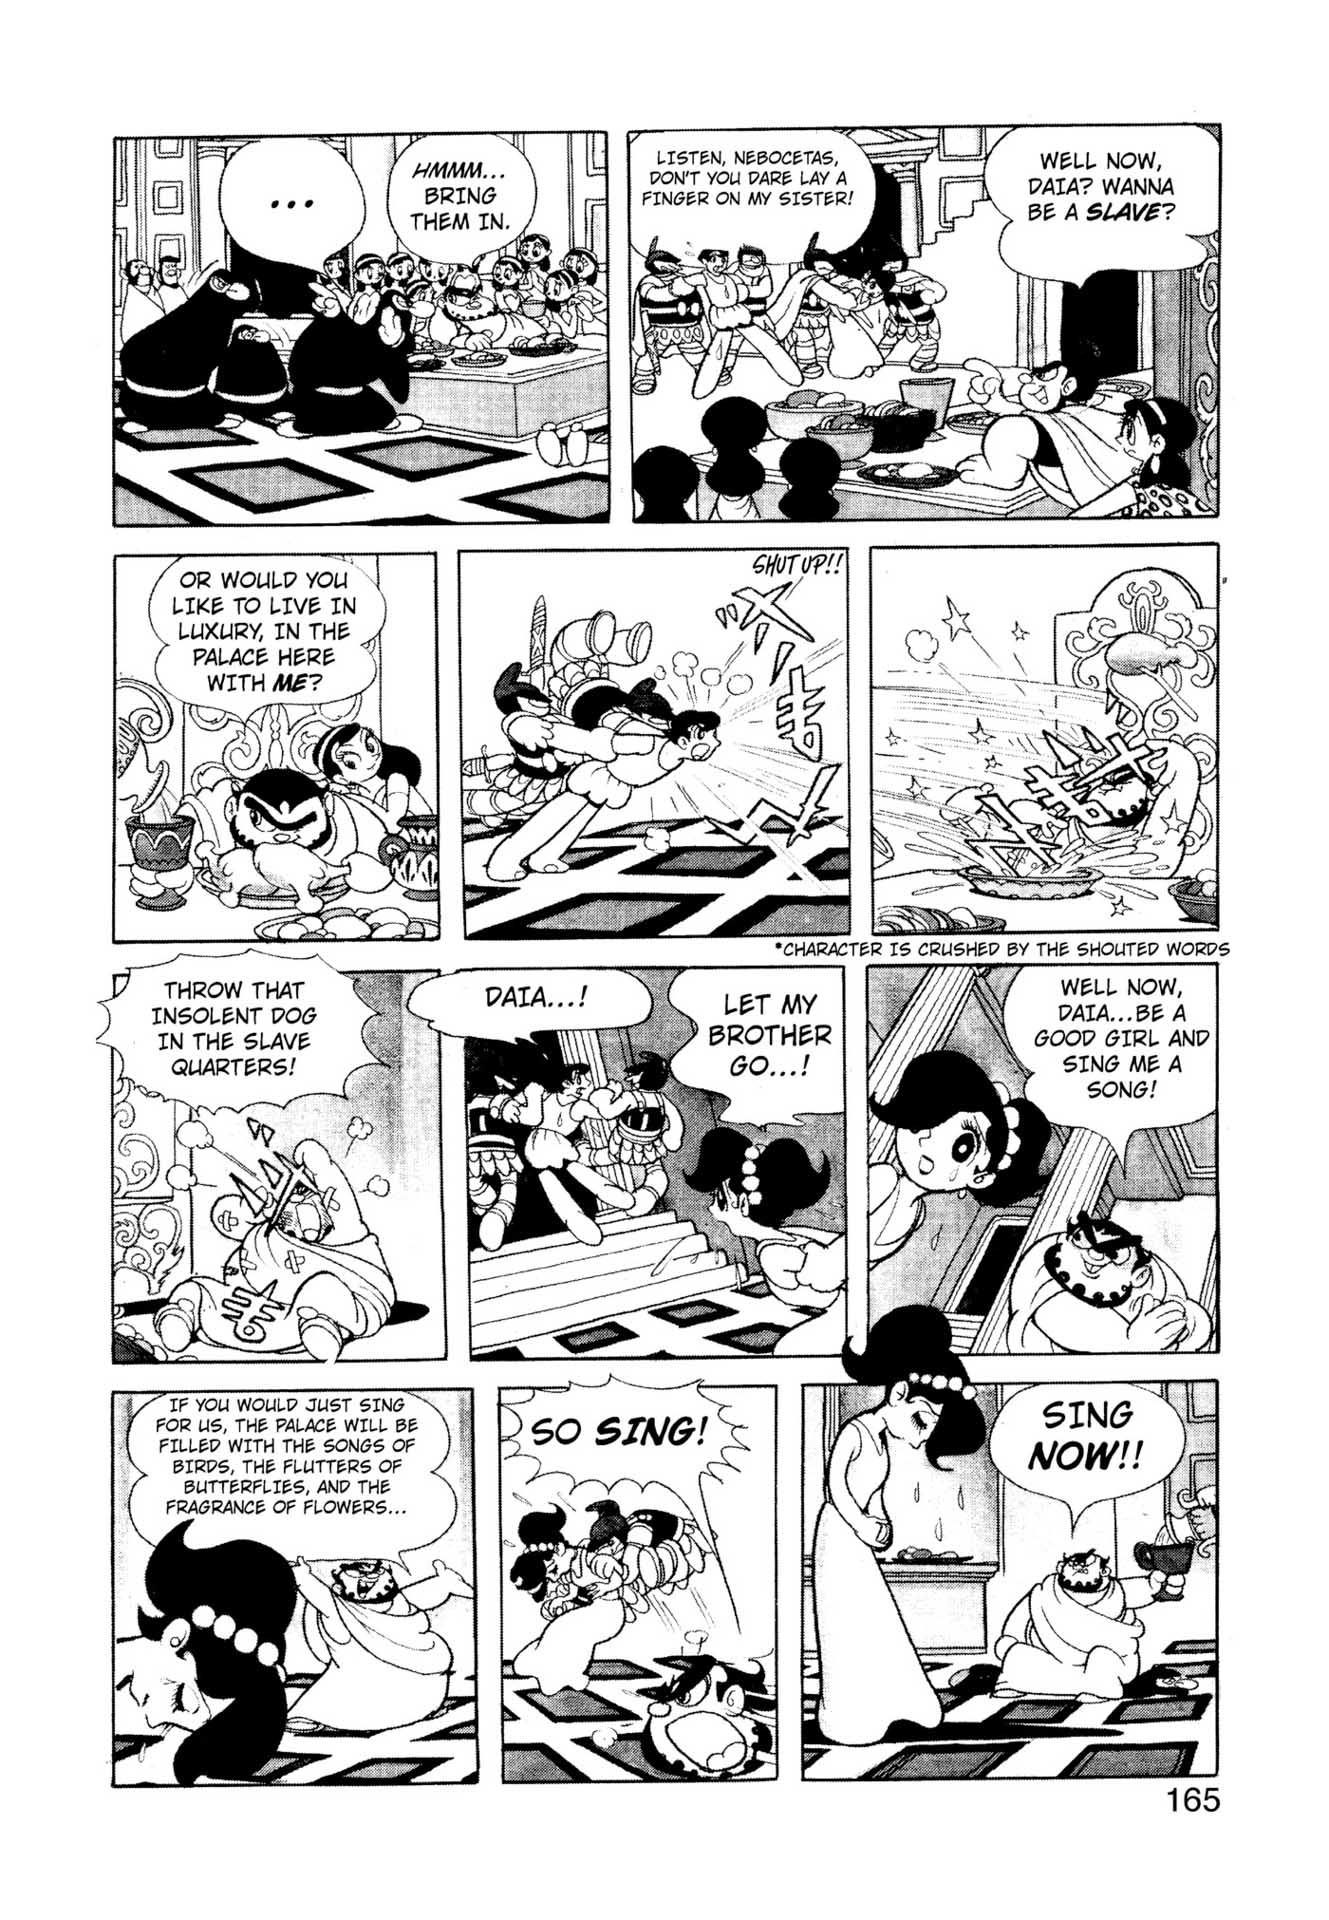 ...
HMMM...
BRING
THEM IN.
LISTEN, NEBOCETAS,
DON'T YOU DARE LAY A
FINGER ON MY SISTER!
WELL NOW,
DAIA? WANNA
BE A SLAVE?
OR WOULD YOU
LIKE TO LIVE IN
LUXURY, IN THE
PALACE HERE
WITH ME?
SHUT UP!!
*CHARACTER IS CRUSHED BY THE SHOUTED WORDS
THROW THAT
INSOLENT DOG
IN THE SLAVE
QUARTERS!
DAIA...!
LET MY
BROTHER
GO...!
WELL NOW,
DAIA...BE A
GOOD GIRL AND
SING ME A
SONG!
IF YOU WOULD JUST SING
FOR US, THE PALACE WILL BE
FILLED WITH THE SONGS OF
BIRDS, THE FLUTTERS OF
BUTTERFLIES, AND THE
FRAGRANCE OF FLOWERS...
SO SING!
SING
NOW!!
165